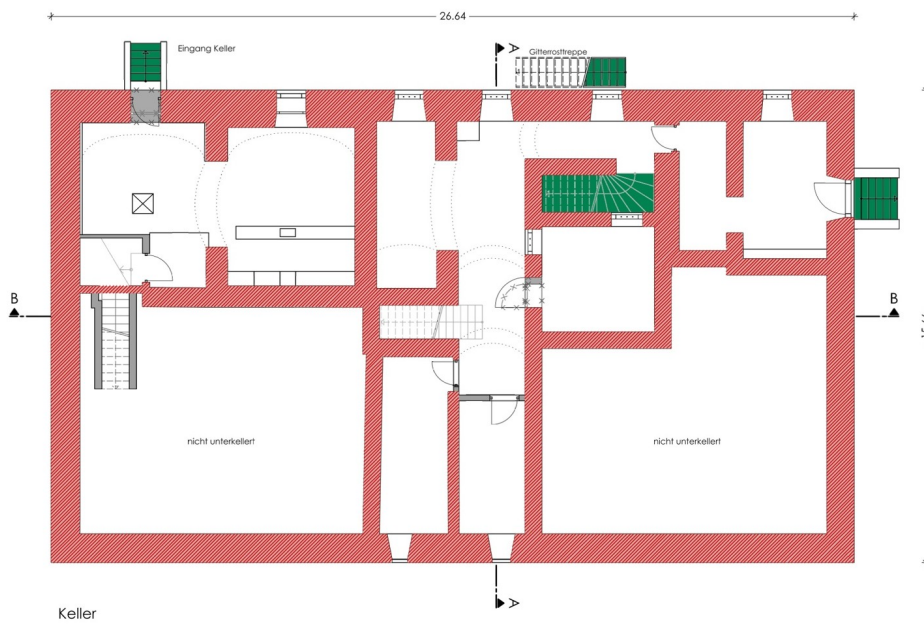 26.64
Eingang Keller
A
Gitterrosttreppe
B
B
nicht unterkellert
nicht unterkellert
A
Keller